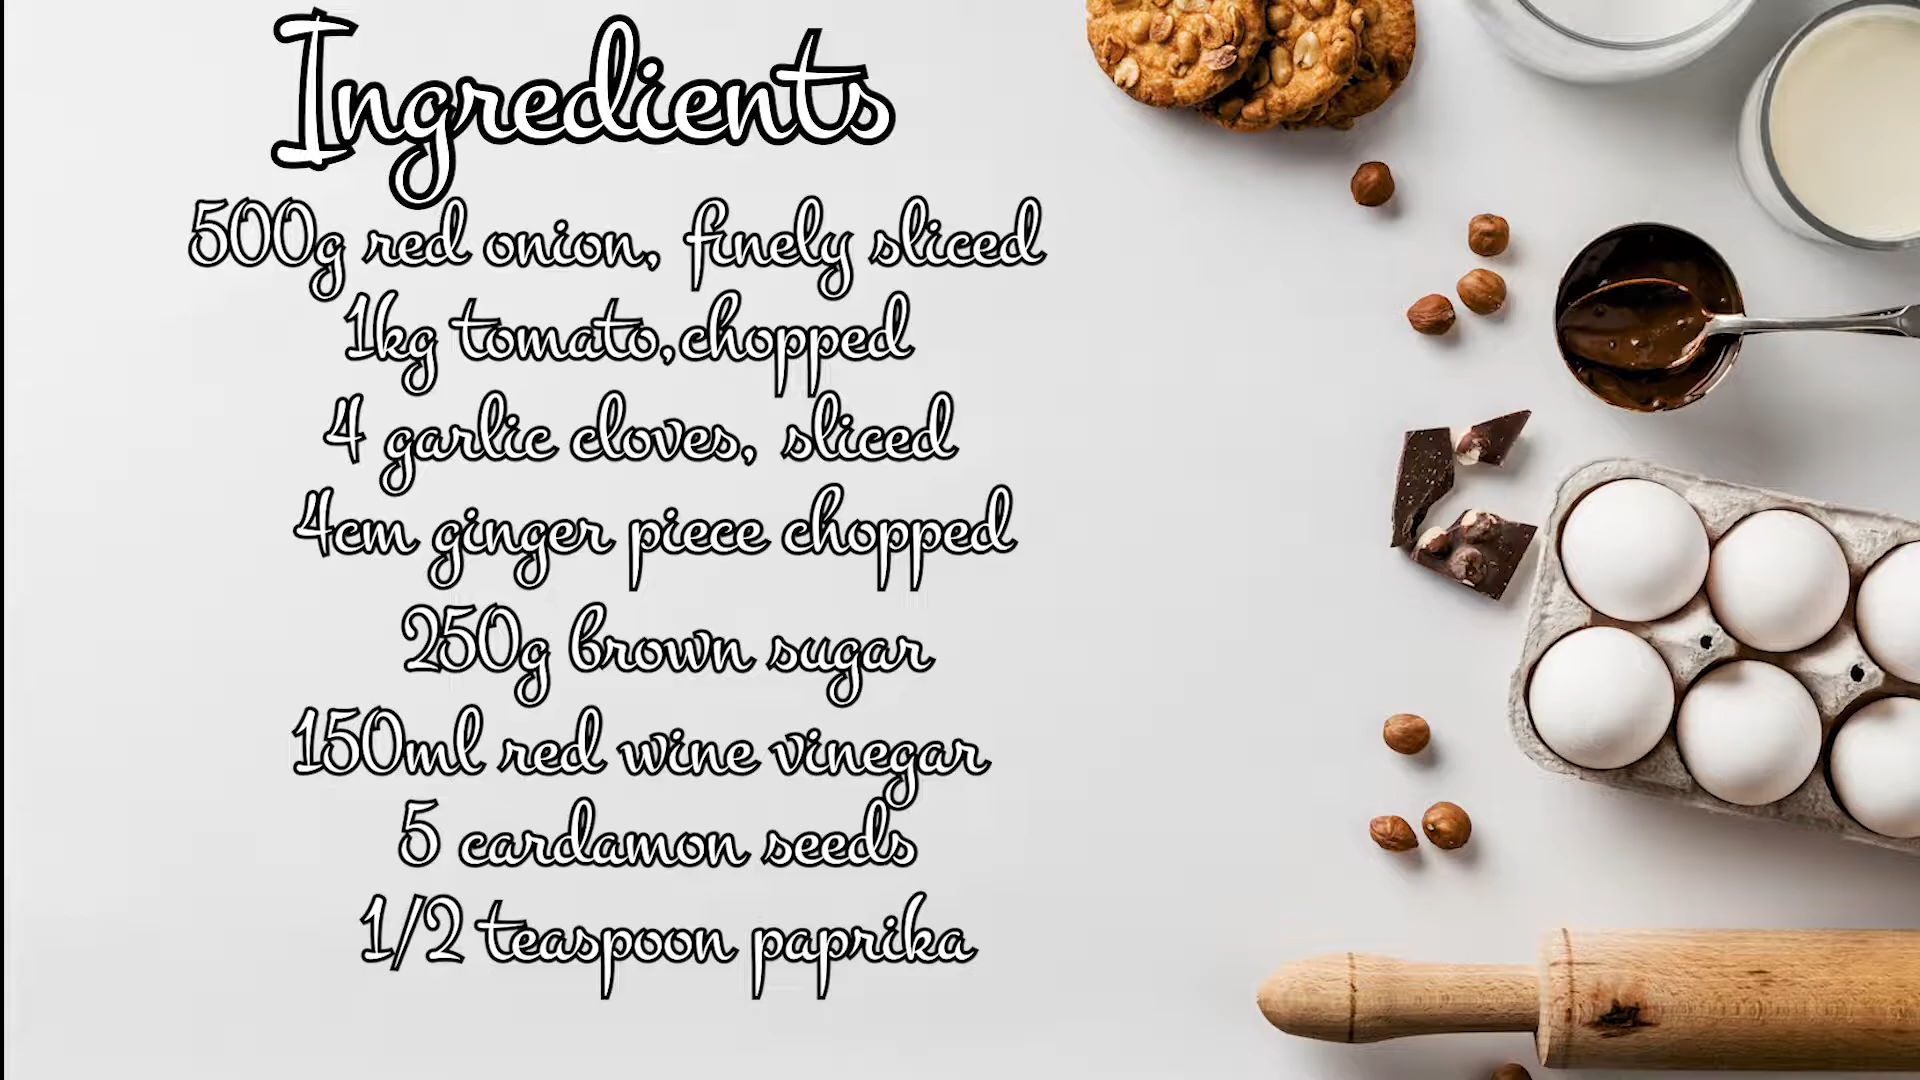 Ingredients
500g red onion, finely sliced
1kg tomato,chopped
4 garlic cloves, sliced
4cm ginger piece chopped
250g brown sugar
150ml red wine vinegar
5 cardamon seeds
1/2 teaspoon paprika